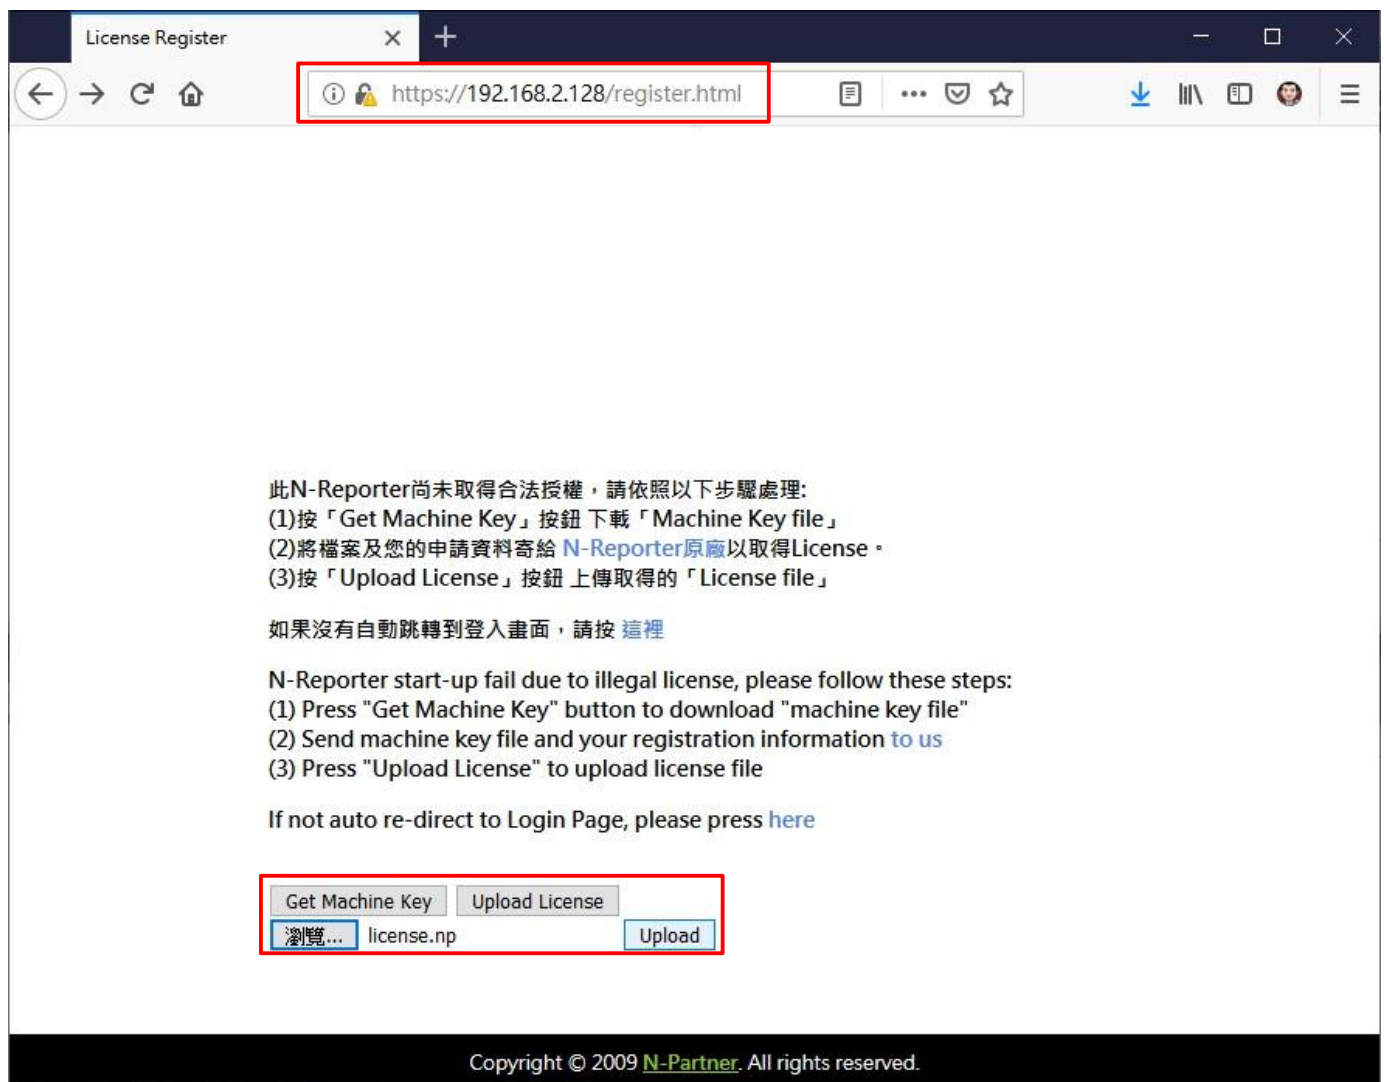 License Register
https://192.168.2.128/register.html
此N-Reporter尚未取得合法授權，請依照以下步驟處理:
(1)按「Get Machine Key」按鈕 下載「Machine Key file」
(2)將檔案及您的申請資料寄給 N-Reporter原廠以取得License。
(3)按「Upload License」按鈕 上傳取得的「License file」
如果沒有自動跳轉到登入畫面，請按 這裡
N-Reporter start-up fail due to illegal license, please follow these steps:
(1) Press "Get Machine Key" button to download "machine key file"
(2) Send machine key file and your registration information to us
(3) Press "Upload License" to upload license file
If not auto re-direct to Login Page, please press here
Get Machine Key Upload License
瀏覽... license.np Upload
Copyright © 2009 N-Partner. All rights reserved.